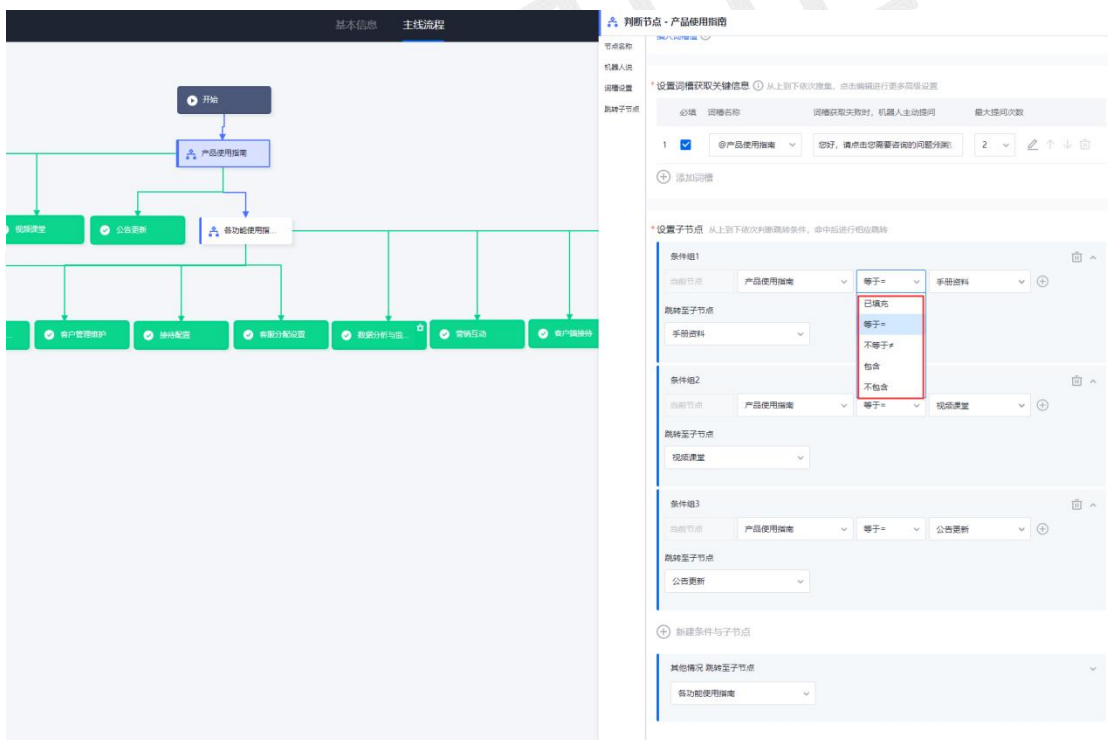 基本信息 主线流程
开始
产品使用指南
视频课堂
公告更新
各功能使用指...
客户管理维护
接待配置
客服分配设置
数据分析与监...
营销互动
客户端接待
判断节点 - 产品使用指南
节点名称
机器人说
词槽设置
跳转子节点
插入词槽值
*设置词槽获取关键信息 从上到下依次搜集，点击编辑进行更多高级设置
必填 词槽名称 词槽获取失败时，机器人主动提问 最大提问次数
1 @产品使用指南 您好，请点击您需要咨询的问题分类 2
添加词槽
*设置子节点 从上到下依次判断跳转条件，命中后进行相应跳转
条件组1
当前节点 产品使用指南 等于= 手册资料
已填充
等于=
不等于≠
包含
不包含
跳转至子节点
手册资料
条件组2
当前节点 产品使用指南 等于= 视频课堂
跳转至子节点
视频课堂
条件组3
当前节点 产品使用指南 等于= 公告更新
跳转至子节点
公告更新
新建条件与子节点
其他情况 跳转至子节点
各功能使用指南